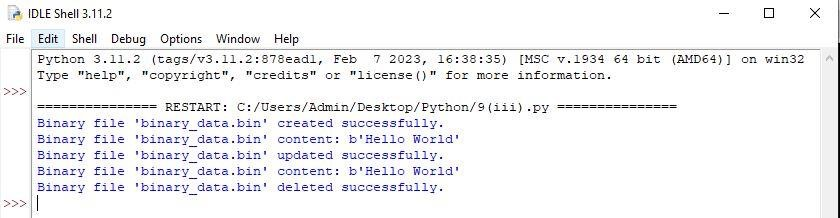 IDLE Shell 3.11.2
File Edit Shell Debug Options Window Help
Python 3.11.2 (tags/v3.11.2:878ead1, Feb  7 2023, 16:38:35) [MSC v.1934 64 bit (AMD64)] on win32
Type "help", "copyright", "credits" or "license()" for more information.
>>>
=============== RESTART: C:/Users/Admin/Desktop/Python/9(iii).py ===============
Binary file 'binary_data.bin' created successfully.
Binary file 'binary_data.bin' content: b'Hello World'
Binary file 'binary_data.bin' updated successfully.
Binary file 'binary_data.bin' content: b'Hello World'
Binary file 'binary_data.bin' deleted successfully.
>>>